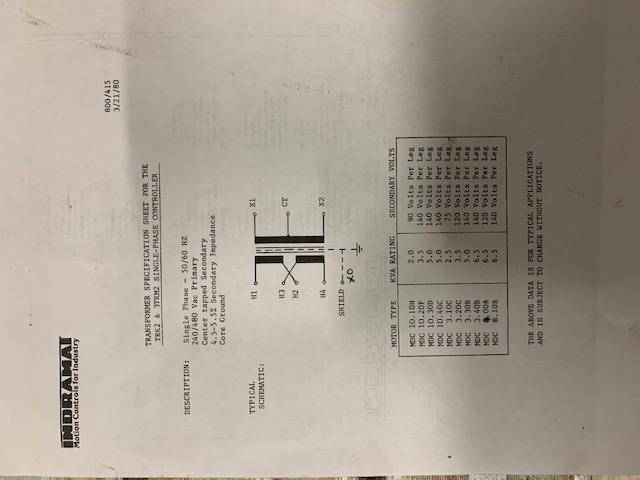 INDRAMAT
Motion Controls for Industry
800/415
3/21/80
TRANSFORMER SPECIFICATION SHEET FOR THE
TRK2 & 3TRM2 SINGLE-PHASE CONTROLLER
DESCRIPTION:
Single Phase - 50/60 HZ
240/480 Vac Primary
Center tapped Secondary
4.5-5.5% Secondary Impedance
Core Ground
TYPICAL
SCHEMATIC:
H1 X1
H3 CT
H2
H4 X2
SHIELD
XO
MOTOR TYPE KVA RATING SECONDARY VOLTS
MDC 10.10H 2.0 90 Volts Per Leg
MDC 10.20F 3.5 140 Volts Per Leg
MDC 10.30D 5.0 140 Volts Per Leg
MDC 10.40C 5.0 140 Volts Per Leg
MDC 3.10C 2.5 75 Volts Per Leg
MDC 3.20C 3.5 120 Volts Per Leg
MDC 3.30B 5.0 140 Volts Per Leg
MDC 3.40B 6.5 140 Volts Per Leg
MDC .00B 6.5 120 Volts Per Leg
MDC 8.10B 6.5 140 Volts Per Leg
THE ABOVE DATA IS FOR TYPICAL APPLICATIONS
AND IS SUBJECT TO CHANGE WITHOUT NOTICE.